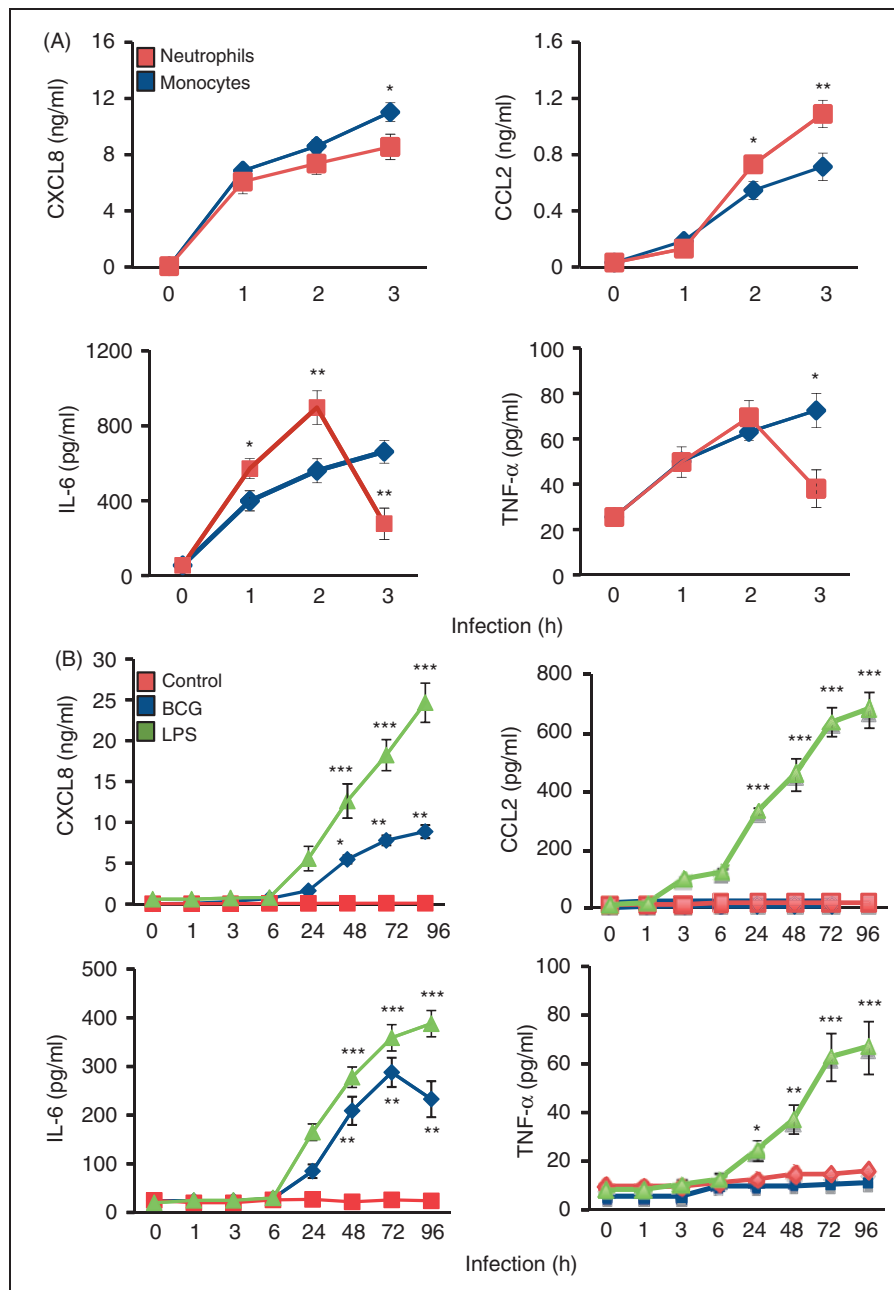 (A)
16
12
8
4
0
CXCL8 (ng/ml)
Neutrophils
Monocytes
*
0 1 2 3
1.6
1.2
0.8
0.4
0
CCL2 (ng/ml)
* **
0 1 2 3
1200
800
400
0
IL-6 (pg/ml)
* ** **
0 1 2 3
100
80
60
40
20
0
TNF-α (pg/ml)
*
0 1 2 3
Infection (h)
(B)
30
25
20
15
10
5
0
CXCL8 (ng/ml)
Control
BCG
LPS
*** *** ***
* ** **
0 1 3 6 24 48 72 96
800
600
400
200
0
CCL2 (pg/ml)
*** *** *** ***
0 1 3 6 24 48 72 96
500
400
300
200
100
0
IL-6 (pg/ml)
*** *** ***
** ** **
0 1 3 6 24 48 72 96
100
80
60
40
20
0
TNF-α (pg/ml)
* ** *** ***
0 1 3 6 24 48 72 96
Infection (h)